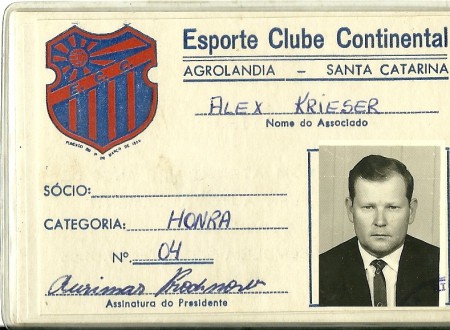 Esporte Clube Continental
AGROLANDIA – SANTA CATARINA
E.C.C.
ALEX KRIESER
Nome do Associado
SÓCIO:
CATEGORIA: HONRA
Nº. 04
Assinatura do Presidente